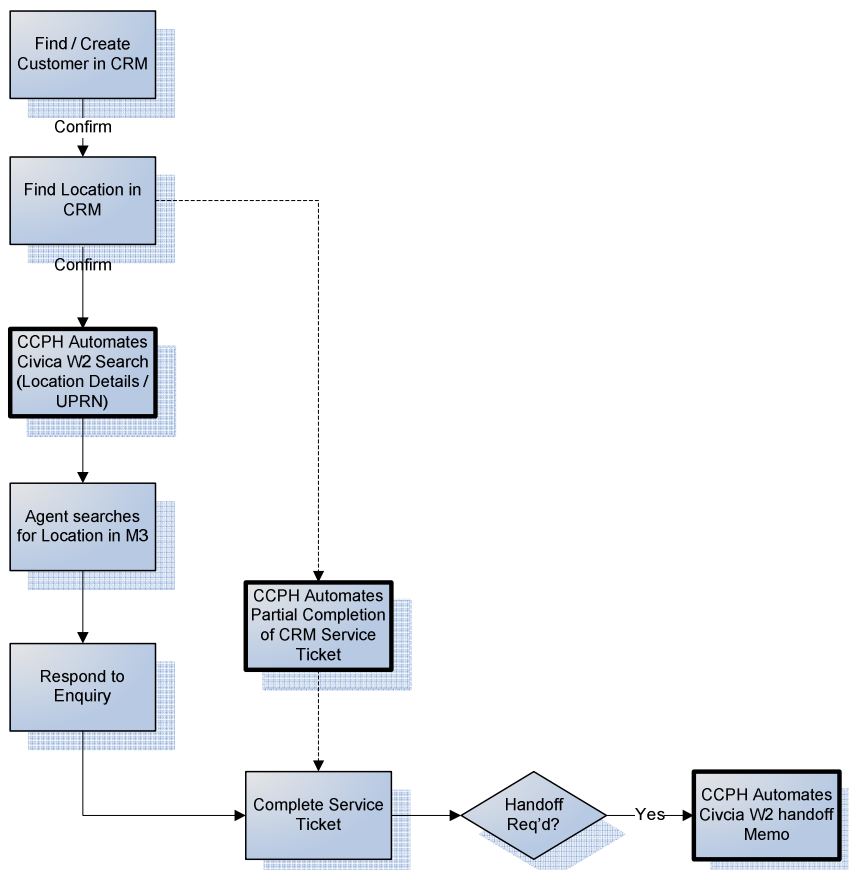 Find / Create
Customer in CRM
Confirm
Find Location in
CRM
Confirm
CCPH Automates
Civica W2 Search
(Location Details /
UPRN)
Agent searches
for Location in M3
CCPH Automates
Partial Completion
of CRM Service
Ticket
Respond to
Enquiry
Complete Service
Ticket
Handoff
Req'd?
Yes
CCPH Automates
Civcia W2 handoff
Memo